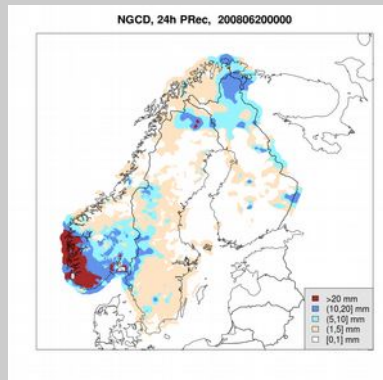 NGCD, 24h PRec, 200806200000
>20 mm
(10,20] mm
(5,10] mm
(1,5] mm
[0,1] mm